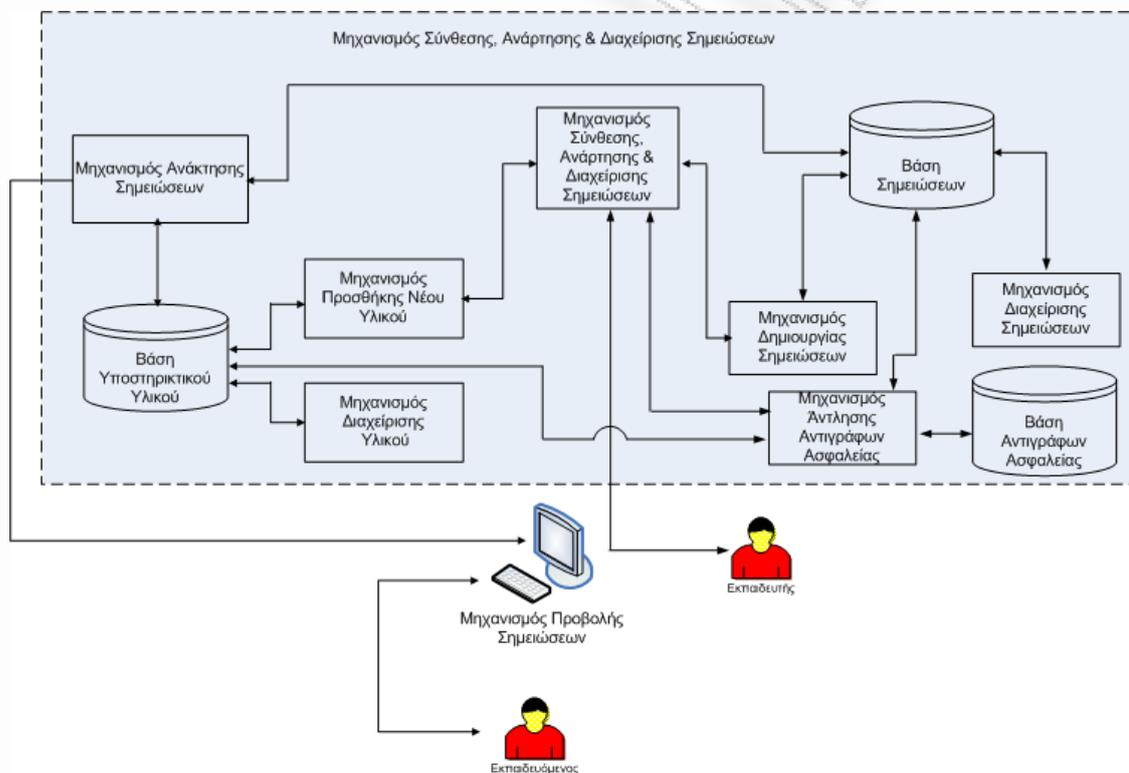 Μηχανισμός Σύνθεσης, Ανάρτησης & Διαχείρισης Σημειώσεων
Μηχανισμός Ανάκτησης
Σημειώσεων
Μηχανισμός
Σύνθεσης,
Ανάρτησης &
Διαχείρισης
Σημειώσεων
Βάση
Σημειώσεων
Μηχανισμός
Προσθήκης Νέου
Υλικού
Μηχανισμός
Διαχείρισης
Σημειώσεων
Μηχανισμός
Δημιουργίας
Σημειώσεων
Βάση
Υποστηρικτικού
Υλικού
Μηχανισμός
Διαχείρισης
Υλικού
Μηχανισμός
Άντλησης
Αντιγράφων
Ασφαλείας
Βάση
Αντιγράφων
Ασφαλείας
Εκπαιδευτής
Μηχανισμός Προβολής
Σημειώσεων
Εκπαιδευόμενος